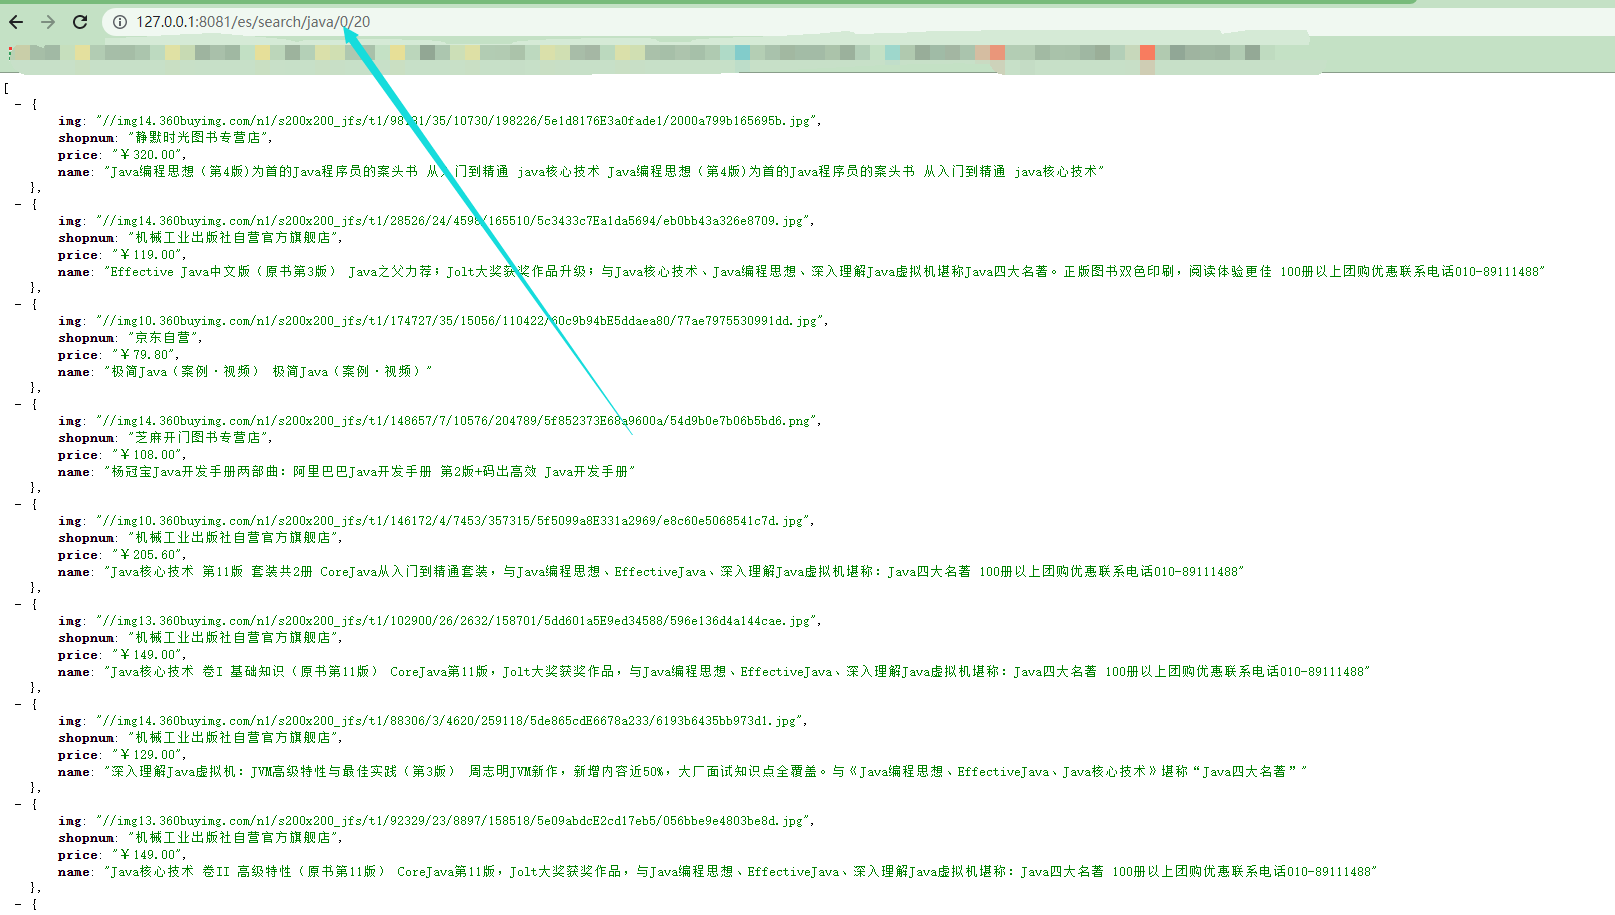 127.0.0.1:8081/es/search/java/0/20
[
- {
img: "//img14.360buyimg.com/n1/s200x200_jfs/t1/98131/35/10730/198226/5e1d8176E3a0fade1/2000a799b165695b.jpg",
shopnum: "静默时光图书专营店",
price: "￥320.00",
name: "Java编程思想（第4版)为首的Java程序员的案头书 从入门到精通 java核心技术 Java编程思想（第4版)为首的Java程序员的案头书 从入门到精通 java核心技术"
},
- {
img: "//img14.360buyimg.com/n1/s200x200_jfs/t1/28526/24/4598/165510/5c3433c7Ea1da5694/eb0bb43a326e8709.jpg",
shopnum: "机械工业出版社自营官方旗舰店",
price: "￥119.00",
name: "Effective Java中文版（原书第3版） Java之父力荐；Jolt大奖获奖作品升级；与Java核心技术、Java编程思想、深入理解Java虚拟机堪称Java四大名著。正版图书双色印刷，阅读体验更佳 100册以上团购优惠联系电话010-89111488"
},
- {
img: "//img10.360buyimg.com/n1/s200x200_jfs/t1/174727/35/15056/110422/60c9b94bE5ddaea80/77ae7975530991dd.jpg",
shopnum: "京东自营",
price: "￥79.80",
name: "极简Java（案例·视频） 极简Java（案例·视频）"
},
- {
img: "//img14.360buyimg.com/n1/s200x200_jfs/t1/148657/7/10576/204789/5f852373E68a9600a/54d9b0e7b06b5bd6.png",
shopnum: "芝麻开门图书专营店",
price: "￥108.00",
name: "杨冠宝Java开发手册两部曲：阿里巴巴Java开发手册 第2版+码出高效 Java开发手册"
},
- {
img: "//img10.360buyimg.com/n1/s200x200_jfs/t1/146172/4/7453/357315/5f5099a8E331a2969/e8c60e5068541c7d.jpg",
shopnum: "机械工业出版社自营官方旗舰店",
price: "￥205.60",
name: "Java核心技术 第11版 套装共2册 CoreJava从入门到精通套装，与Java编程思想、EffectiveJava、深入理解Java虚拟机堪称：Java四大名著 100册以上团购优惠联系电话010-89111488"
},
- {
img: "//img13.360buyimg.com/n1/s200x200_jfs/t1/102900/26/2632/158701/5dd601a5E9ed34588/596e136d4a144cae.jpg",
shopnum: "机械工业出版社自营官方旗舰店",
price: "￥149.00",
name: "Java核心技术 卷I 基础知识（原书第11版） CoreJava第11版，Jolt大奖获奖作品，与Java编程思想、EffectiveJava、深入理解Java虚拟机堪称：Java四大名著 100册以上团购优惠联系电话010-89111488"
},
- {
img: "//img14.360buyimg.com/n1/s200x200_jfs/t1/88306/3/4620/259118/5de865cdE6678a233/6193b6435bb973d1.jpg",
shopnum: "机械工业出版社自营官方旗舰店",
price: "￥129.00",
name: "深入理解Java虚拟机：JVM高级特性与最佳实践（第3版） 周志明JVM新作，新增内容近50%，大厂面试知识点全覆盖。与《Java编程思想、EffectiveJava、Java核心技术》堪称“Java四大名著”"
},
- {
img: "//img13.360buyimg.com/n1/s200x200_jfs/t1/92329/23/8897/158518/5e09abdcE2cd17eb5/056bbe9e4803be8d.jpg",
shopnum: "机械工业出版社自营官方旗舰店",
price: "￥149.00",
name: "Java核心技术 卷II 高级特性（原书第11版） CoreJava第11版，Jolt大奖获奖作品，与Java编程思想、EffectiveJava、深入理解Java虚拟机堪称：Java四大名著 100册以上团购优惠联系电话010-89111488"
},
- {